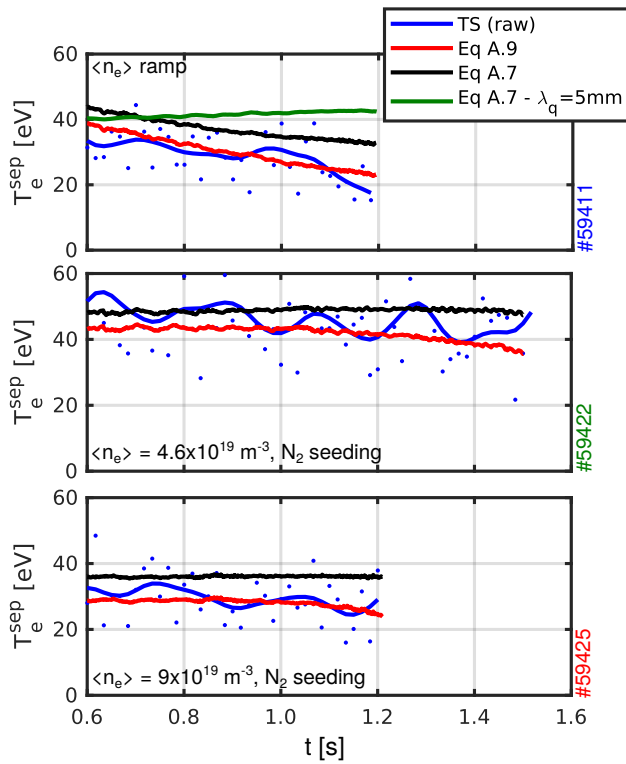 TS (raw)
Eq A.9
Eq A.7
Eq A.7 - λq=5mm
60
40
20
0
Te^sep [eV]
<ne> ramp
#59411
60
40
20
0
Te^sep [eV]
<ne> = 4.6x10^19 m^-3, N2 seeding
#59422
60
40
20
0
Te^sep [eV]
<ne> = 9x10^19 m^-3, N2 seeding
#59425
0.6 0.8 1.0 1.2 1.4 1.6
t [s]